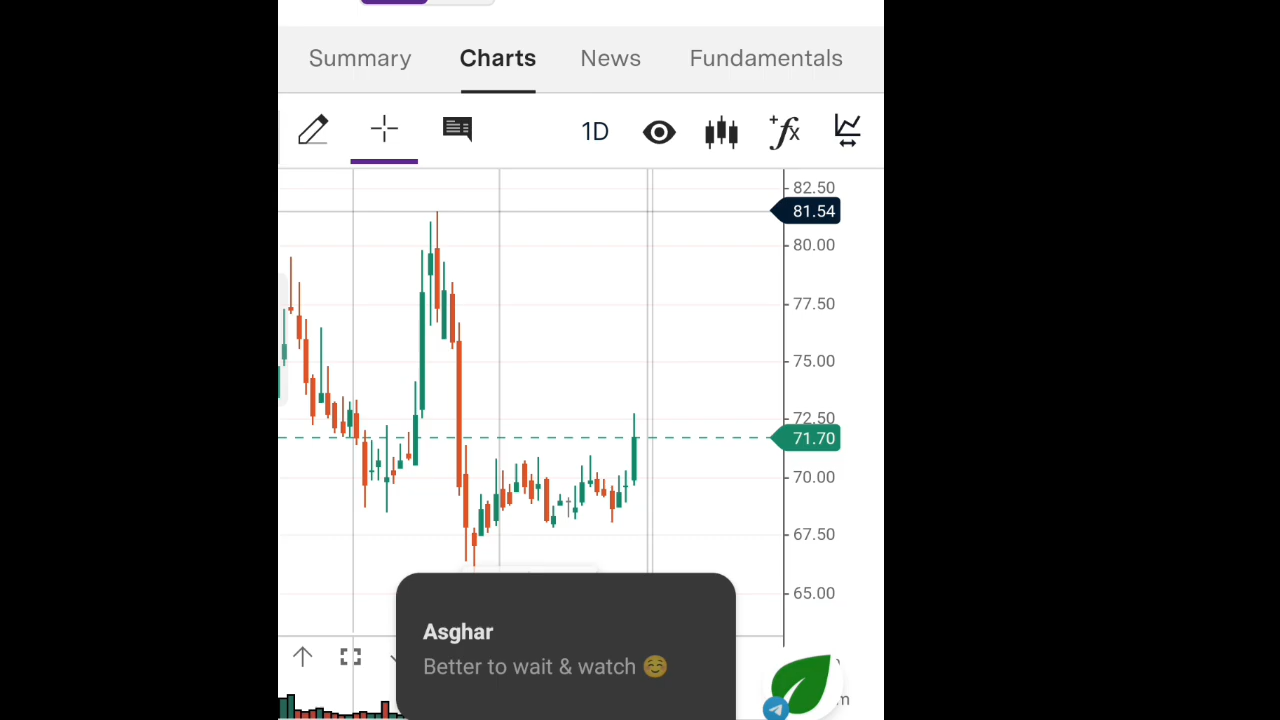 Summary Charts News Fundamentals
1D +fx
82.50
81.54
80.00
77.50
75.00
72.50
71.70
70.00
67.50
65.00
Asghar
Better to wait & watch ☺️
m